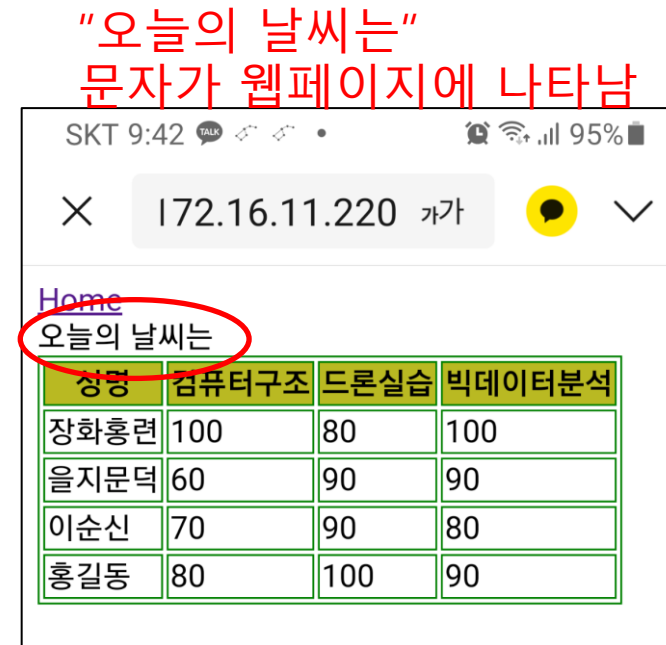 "오늘의 날씨는"
문자가 웹페이지에 나타남
SKT 9:42 TALK 95%
172.16.11.220 가가
Home
오늘의 날씨는
성명 컴퓨터구조 드론실습 빅데이터분석
장화홍련 100 80 100
을지문덕 60 90 90
이순신 70 90 80
홍길동 80 100 90